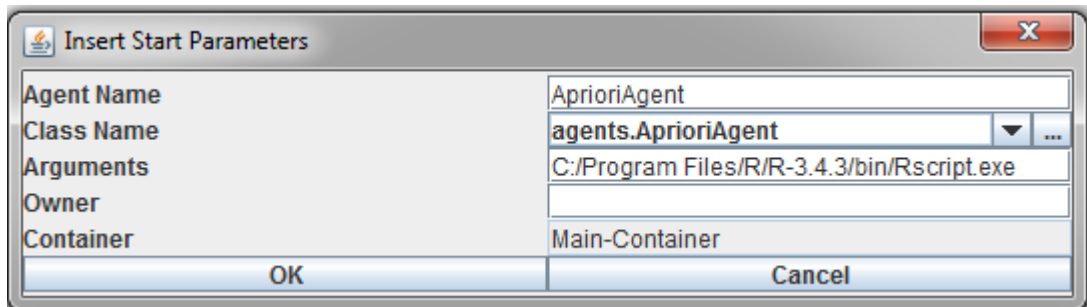 Insert Start Parameters
Agent Name AprioriAgent
Class Name agents.AprioriAgent ...
Arguments C:/Program Files/R/R-3.4.3/bin/Rscript.exe
Owner
Container Main-Container
OK Cancel